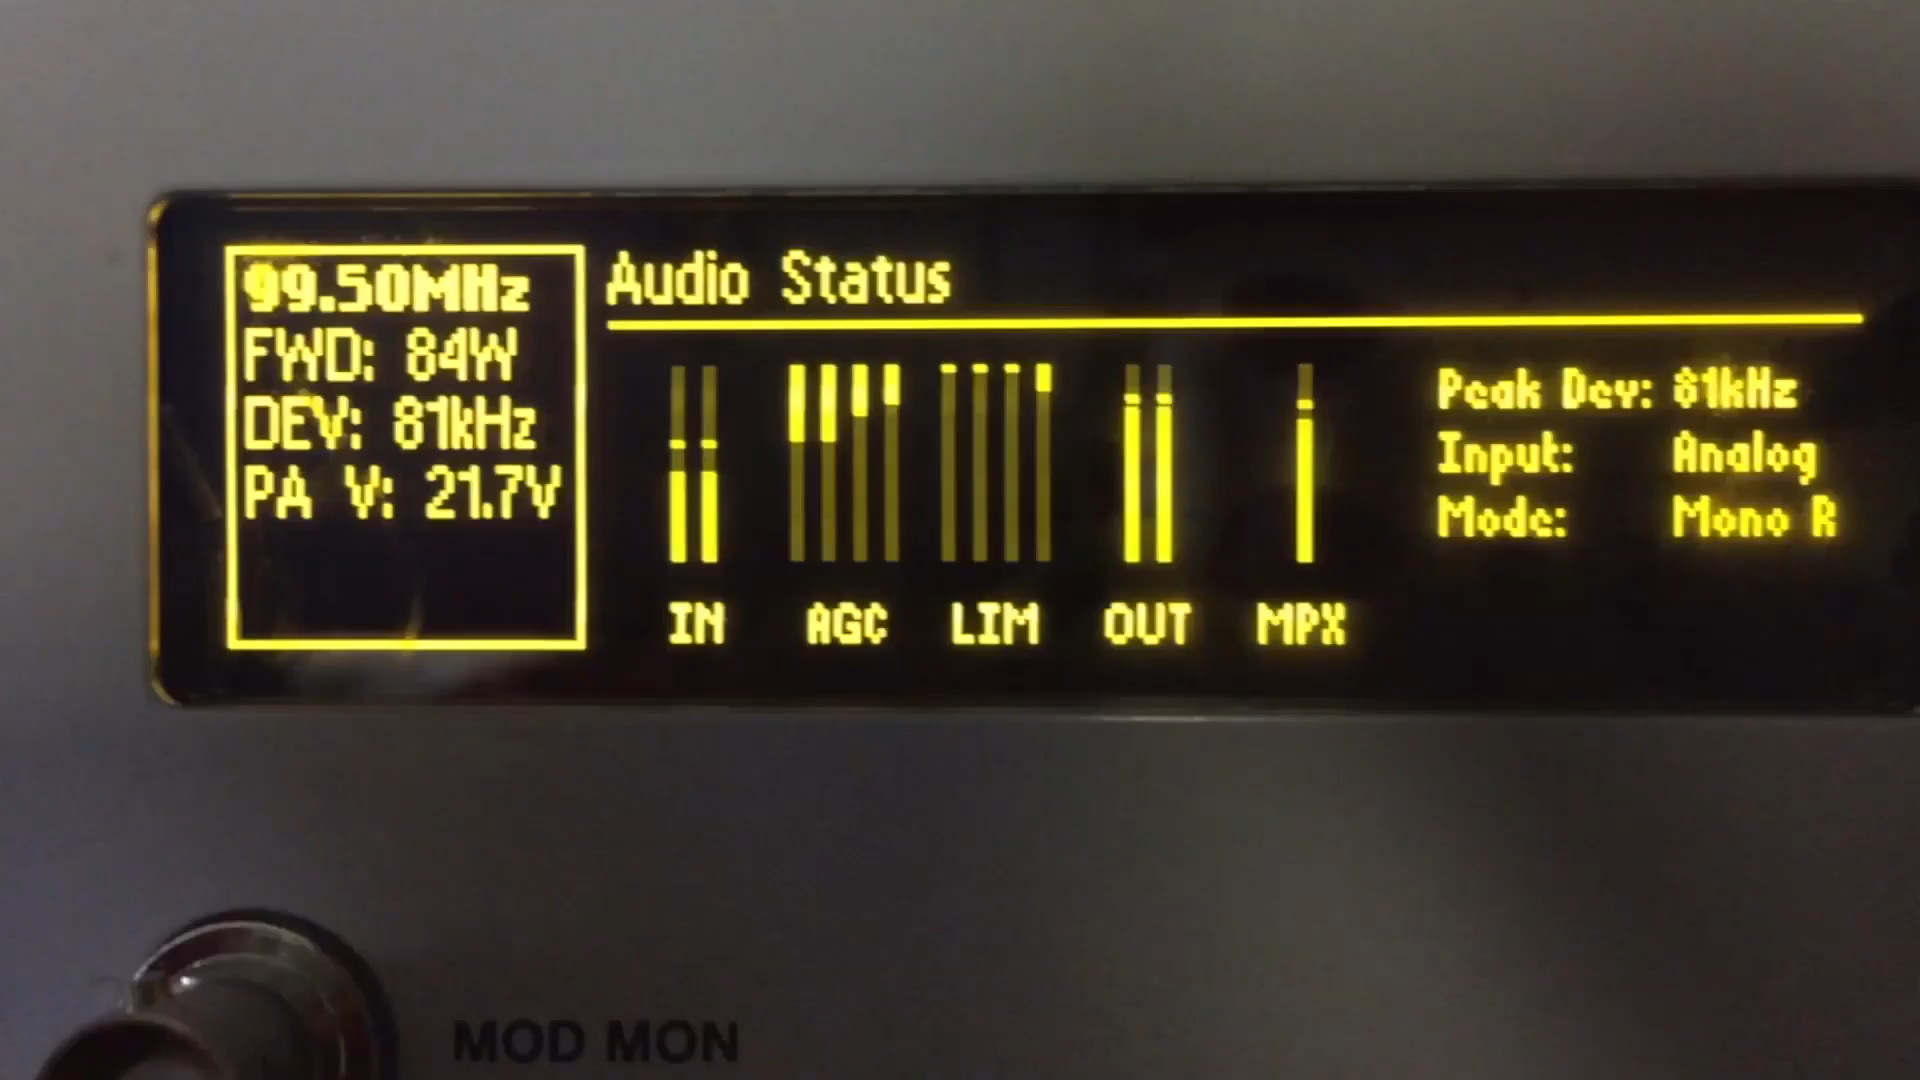 99.50MHz
FWD: 84W
DEV: 81kHz
PA V: 21.7V
Audio Status
IN AGC LIM OUT MPX
Peak Dev: 81kHz
Input: Analog
Mode: Mono R
MOD MON